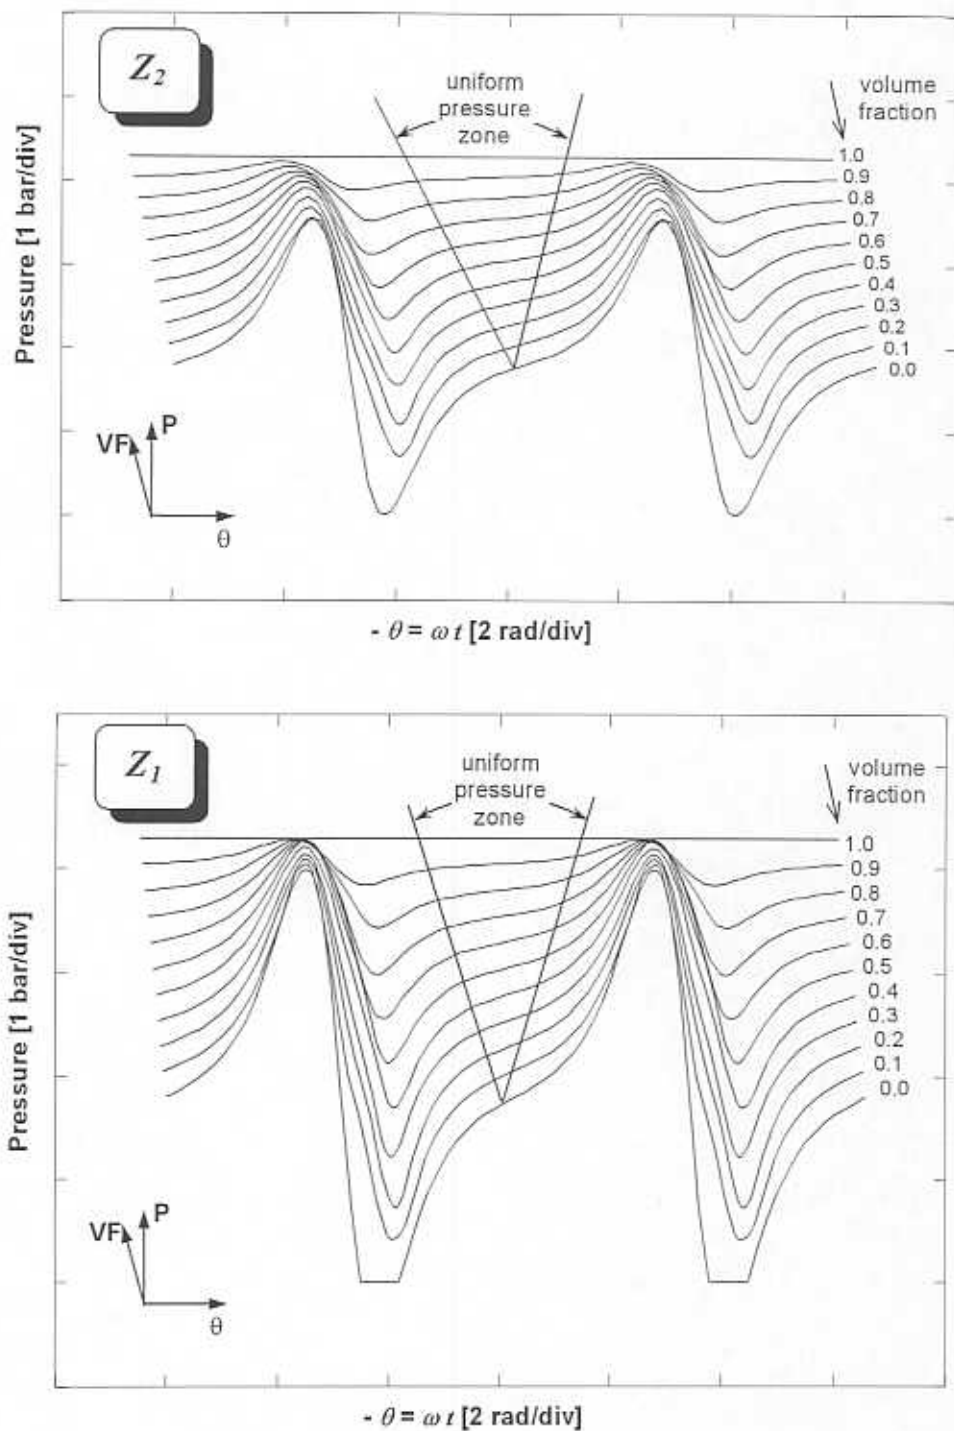 Z2
uniform
pressure
zone
volume
fraction
1.0
0.9
0.8
0.7
0.6
0.5
0.4
0.3
0.2
0.1
0.0
Pressure [1 bar/div]
VF
P
θ
- θ = ω t [2 rad/div]
Z1
uniform
pressure
zone
volume
fraction
1.0
0.9
0.8
0.7
0.6
0.5
0.4
0.3
0.2
0.1
0.0
Pressure [1 bar/div]
VF
P
θ
- θ = ω t [2 rad/div]